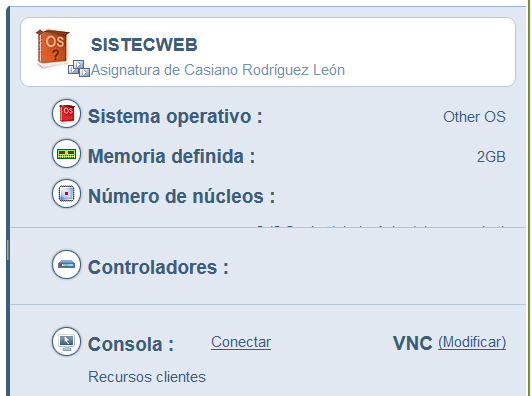 OS
?
SISTECWEB
Asignatura de Casiano Rodríguez León
OS
Sistema operativo : Other OS
Memoria definida : 2GB
Número de núcleos :
Controladores :
Consola : Conectar VNC (Modificar)
Recursos clientes